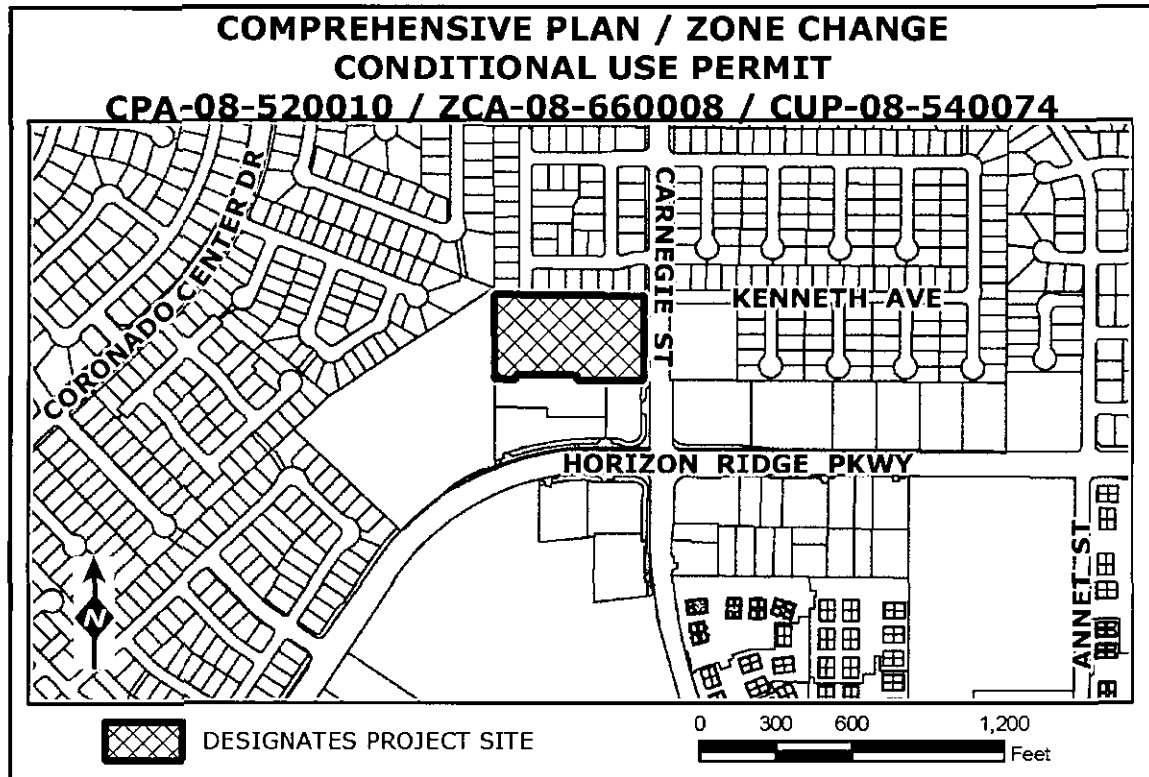 COMPREHENSIVE PLAN / ZONE CHANGE
CONDITIONAL USE PERMIT
CPA-08-520010 / ZCA-08-660008 / CUP-08-540074
CORONADO CENTER DR
CARNEGIE ST
KENNETH AVE
HORIZON RIDGE PKWY
ANNET ST
N
DESIGNATES PROJECT SITE
0 300 600 1,200
Feet